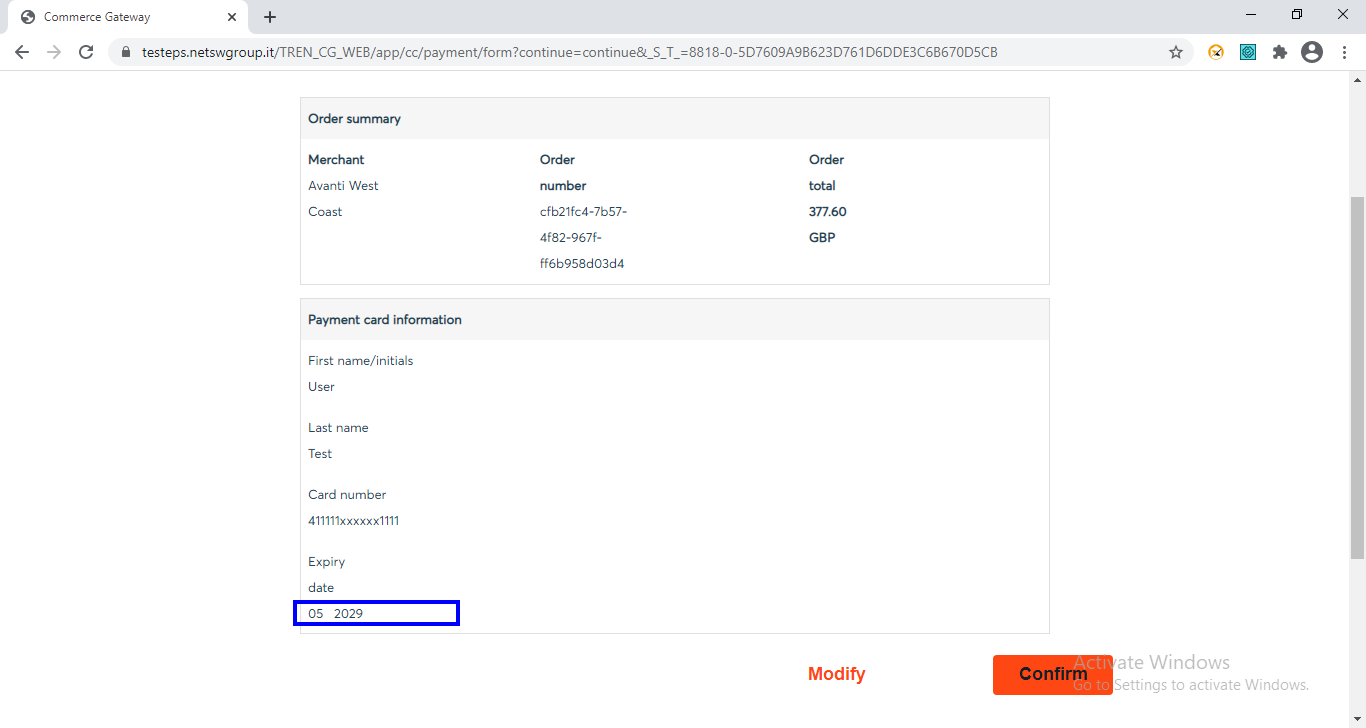 Commerce Gateway
testeps.netswgroup.it/TREN_CG_WEB/app/cc/payment/form?continue=continue&_S_T_=8818-0-5D7609A9B623D761D6DDE3C6B670D5CB
Order summary
Merchant
Avanti West
Coast
Order
number
cfb21fc4-7b57-
4f82-967f-
ff6b958d03d4
Order
total
377.60
GBP
Payment card information
First name/initials
User
Last name
Test
Card number
411111xxxxxx1111
Expiry
date
05 2029
Modify
Confirm
Activate Windows
Go to Settings to activate Windows.